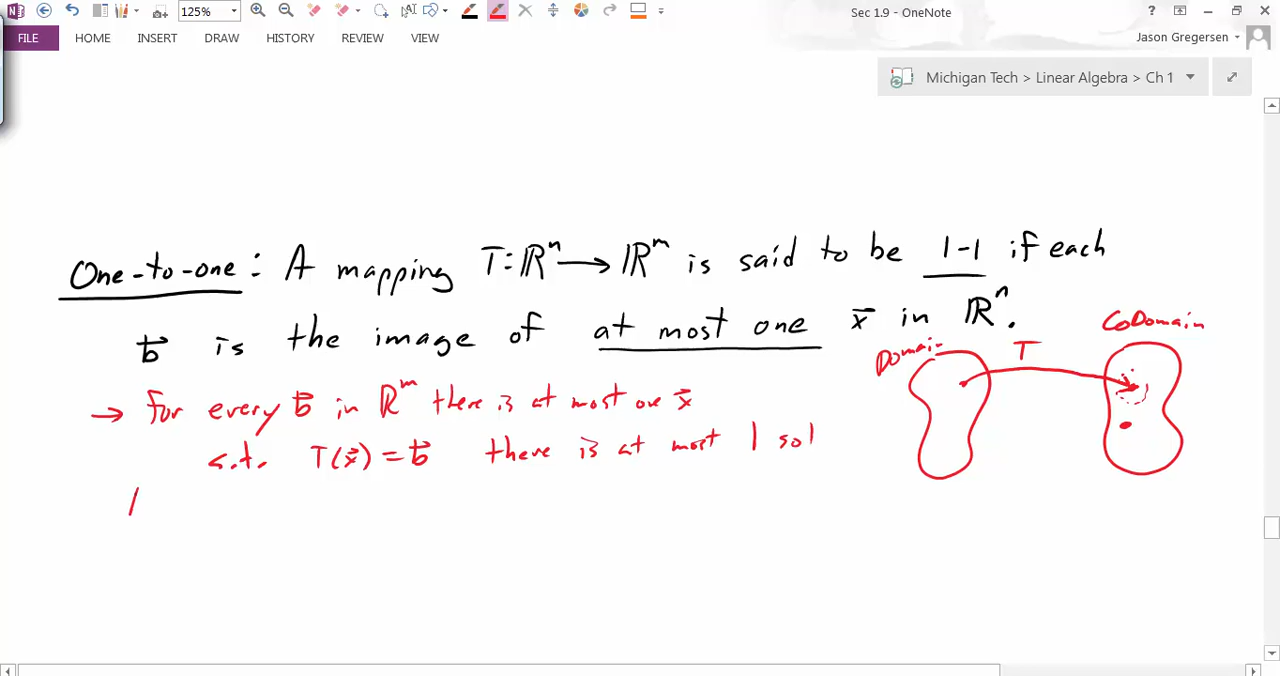 125%
Sec 1.9 - OneNote
?
FILE HOME INSERT DRAW HISTORY REVIEW VIEW
Jason Gregersen
Michigan Tech > Linear Algebra > Ch 1
One-to-one: A mapping T: ℝⁿ → ℝᵐ is said to be 1-1 if each
b⃗ is the image of at most one x⃗ in ℝⁿ.
Domain T CoDomain
→ for every b⃗ in ℝᵐ there is at most one x⃗
s.t. T(x⃗) = b⃗ there is at most 1 sol